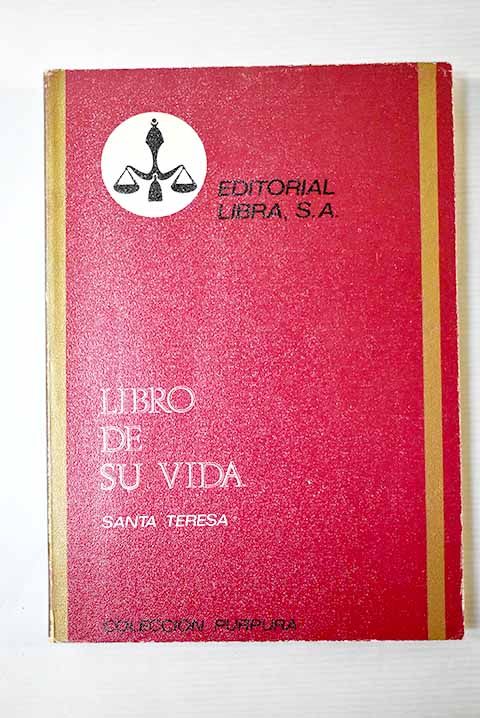 EDITORIAL
LIBRA, S.A.
LIBRO
DE
SU VIDA
SANTA TERESA
COLECCION PURPURA